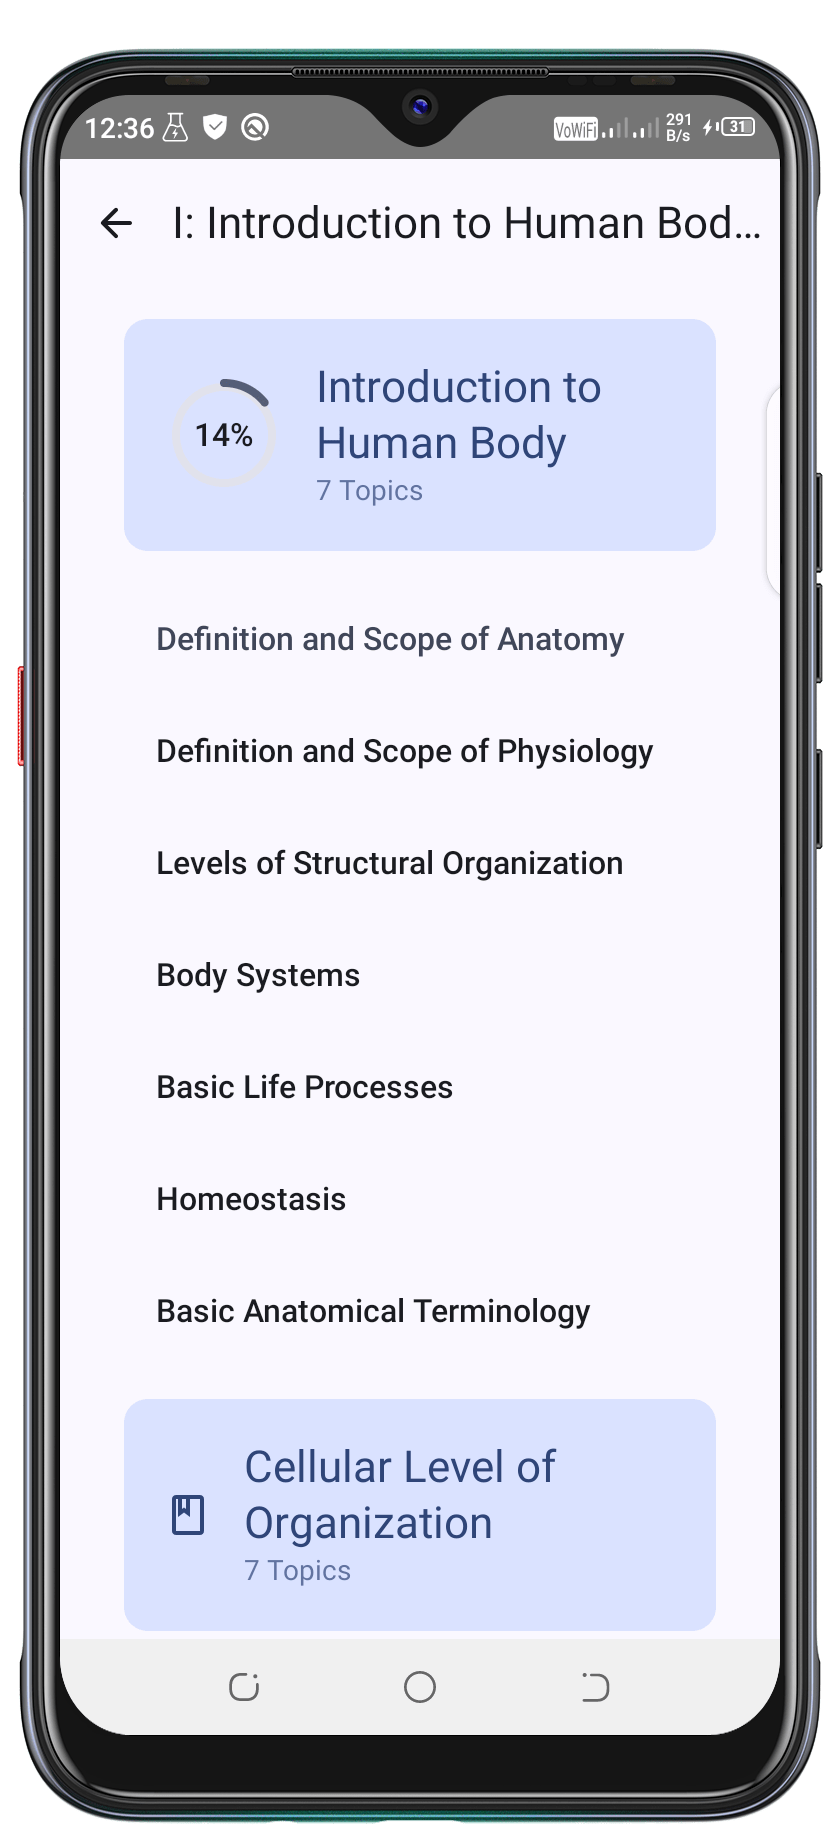 12:36 VoWiFi 291 B/s 31
I: Introduction to Human Bod...
14%
Introduction to
Human Body
7 Topics
Definition and Scope of Anatomy
Definition and Scope of Physiology
Levels of Structural Organization
Body Systems
Basic Life Processes
Homeostasis
Basic Anatomical Terminology
Cellular Level of
Organization
7 Topics